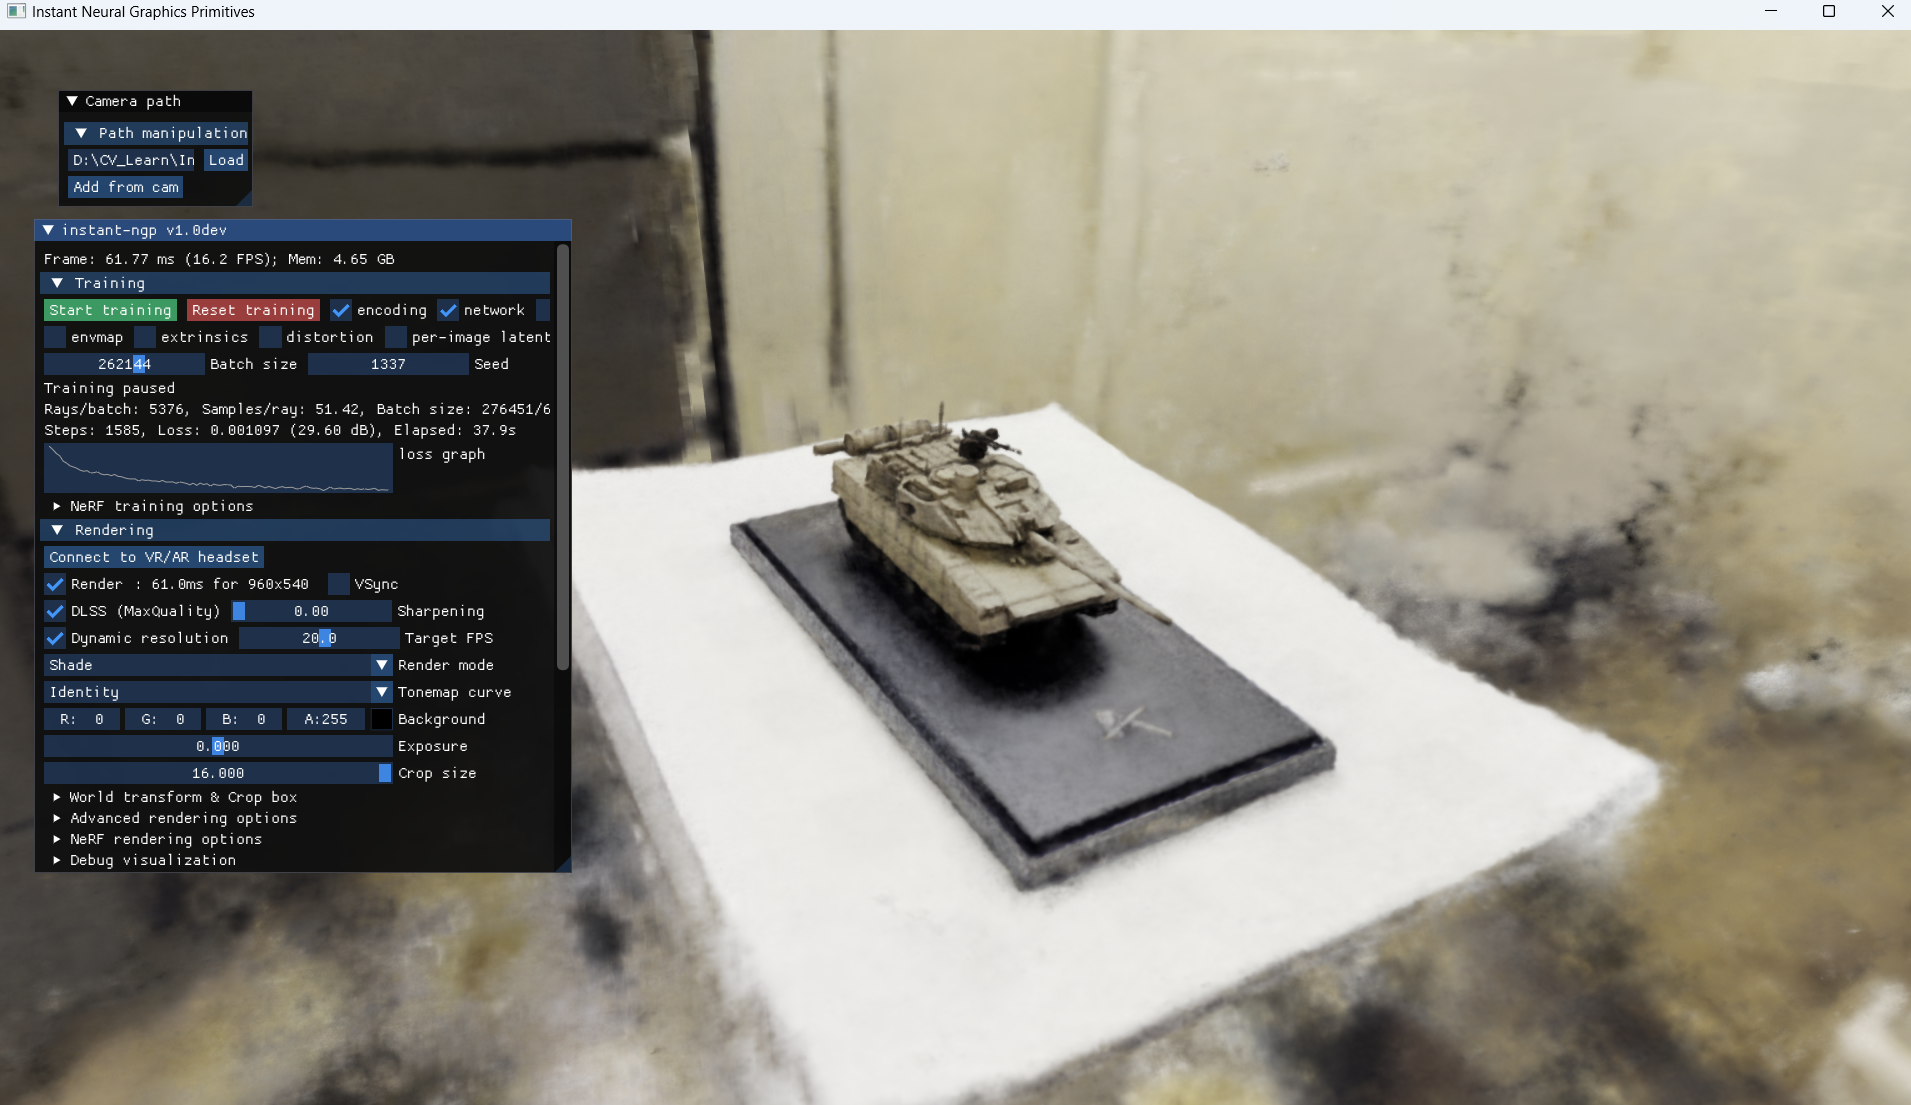 Instant Neural Graphics Primitives
Camera path
Path manipulation
D:\CV_Learn\In Load
Add from cam
instant-ngp v1.0dev
Frame: 61.77 ms (16.2 FPS); Mem: 4.65 GB
Training
Start training Reset training encoding network
envmap extrinsics distortion per-image latent
262144 Batch size 1337 Seed
Training paused
Rays/batch: 5376, Samples/ray: 51.42, Batch size: 276451/6
Steps: 1585, Loss: 0.001097 (29.60 dB), Elapsed: 37.9s
loss graph
NeRF training options
Rendering
Connect to VR/AR headset
Render : 61.0ms for 960x540 VSync
DLSS (MaxQuality) 0.00 Sharpening
Dynamic resolution 20.0 Target FPS
Shade Render mode
Identity Tonemap curve
R: 0 G: 0 B: 0 A:255 Background
0.000 Exposure
16.000 Crop size
World transform & Crop box
Advanced rendering options
NeRF rendering options
Debug visualization